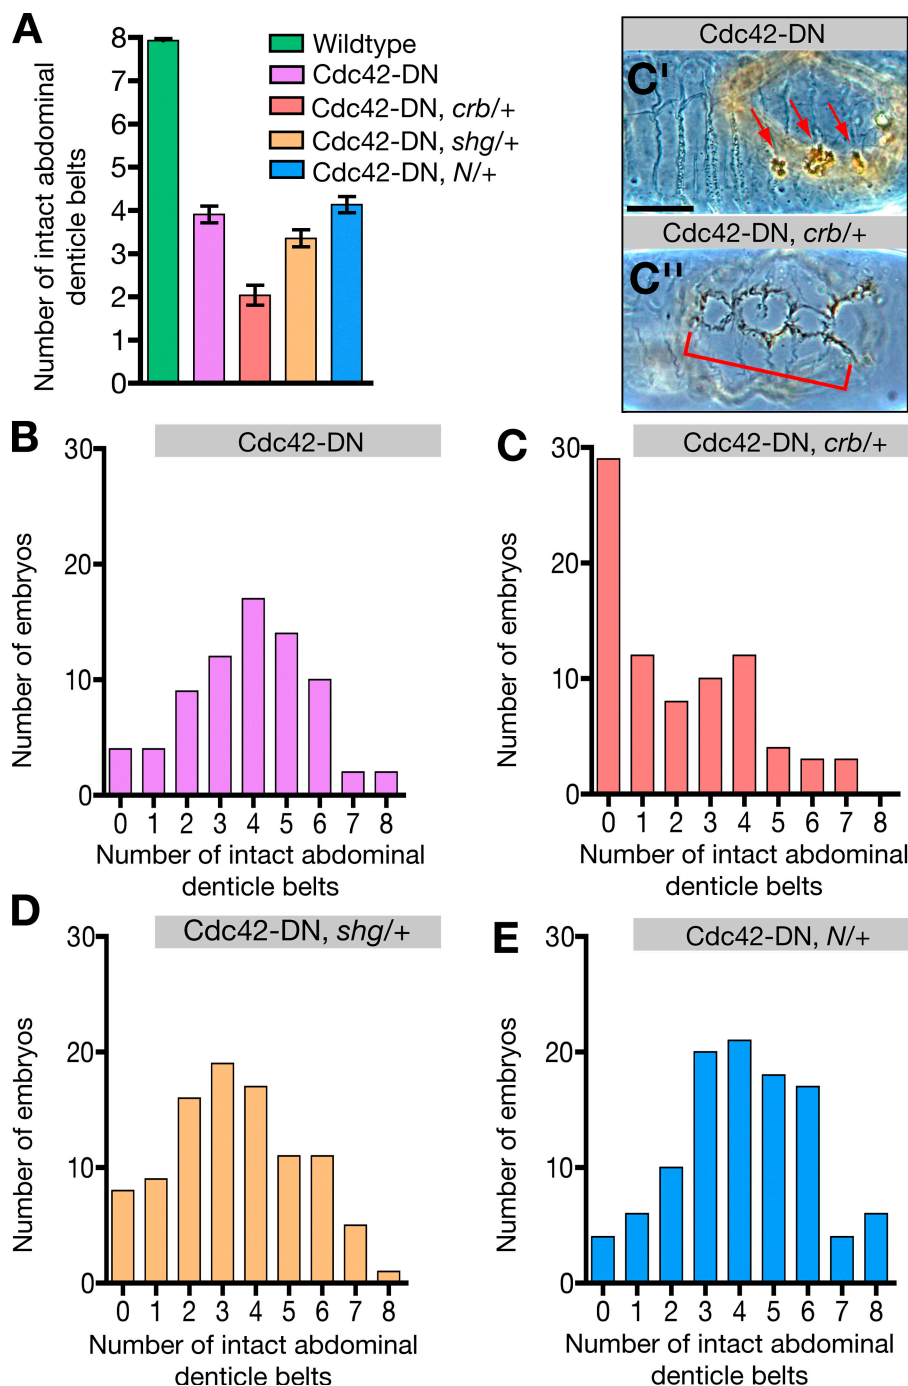 A
Number of intact abdominal
denticle belts
8
7
6
5
4
3
2
1
0
Wildtype
Cdc42-DN
Cdc42-DN, crb/+
Cdc42-DN, shg/+
Cdc42-DN, N/+
Cdc42-DN
C'
Cdc42-DN, crb/+
C"
B
Cdc42-DN
Number of embryos
30
20
10
0
0 1 2 3 4 5 6 7 8
Number of intact abdominal
denticle belts
C
Cdc42-DN, crb/+
Number of embryos
30
20
10
0
0 1 2 3 4 5 6 7 8
Number of intact abdominal
denticle belts
D
Cdc42-DN, shg/+
Number of embryos
30
20
10
0
0 1 2 3 4 5 6 7 8
Number of intact abdominal
denticle belts
E
Cdc42-DN, N/+
Number of embryos
30
20
10
0
0 1 2 3 4 5 6 7 8
Number of intact abdominal
denticle belts